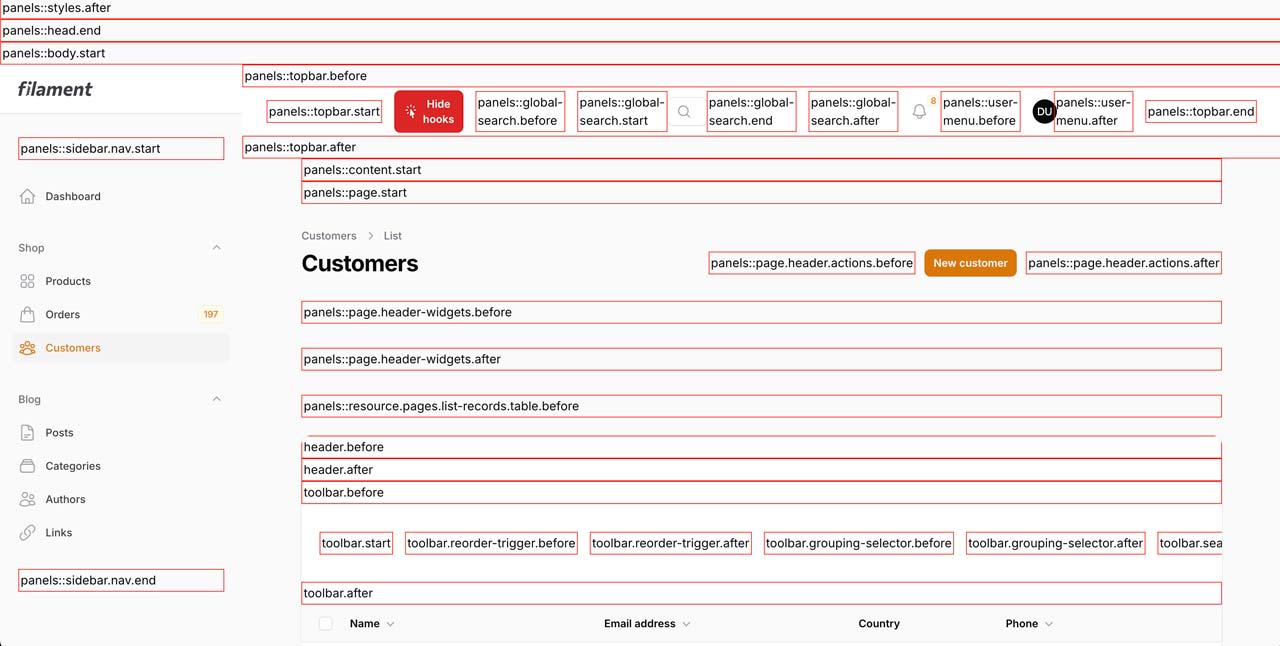 panels::styles.after
panels::head.end
panels::body.start
panels::topbar.before
filament
panels::topbar.start
Hide
hooks
panels::global-
search.before
panels::global-
search.start
panels::global-
search.end
panels::global-
search.after
8
panels::user-
menu.before
DU
panels::user-
menu.after
panels::topbar.end
panels::topbar.after
panels::sidebar.nav.start
Dashboard
Shop
Products
Orders 197
Customers
Blog
Posts
Categories
Authors
Links
panels::sidebar.nav.end
panels::content.start
panels::page.start
Customers List
Customers
panels::page.header.actions.before New customer panels::page.header.actions.after
panels::page.header-widgets.before
panels::page.header-widgets.after
panels::resource.pages.list-records.table.before
header.before
header.after
toolbar.before
toolbar.start toolbar.reorder-trigger.before toolbar.reorder-trigger.after toolbar.grouping-selector.before toolbar.grouping-selector.after toolbar.sea
toolbar.after
Name Email address Country Phone